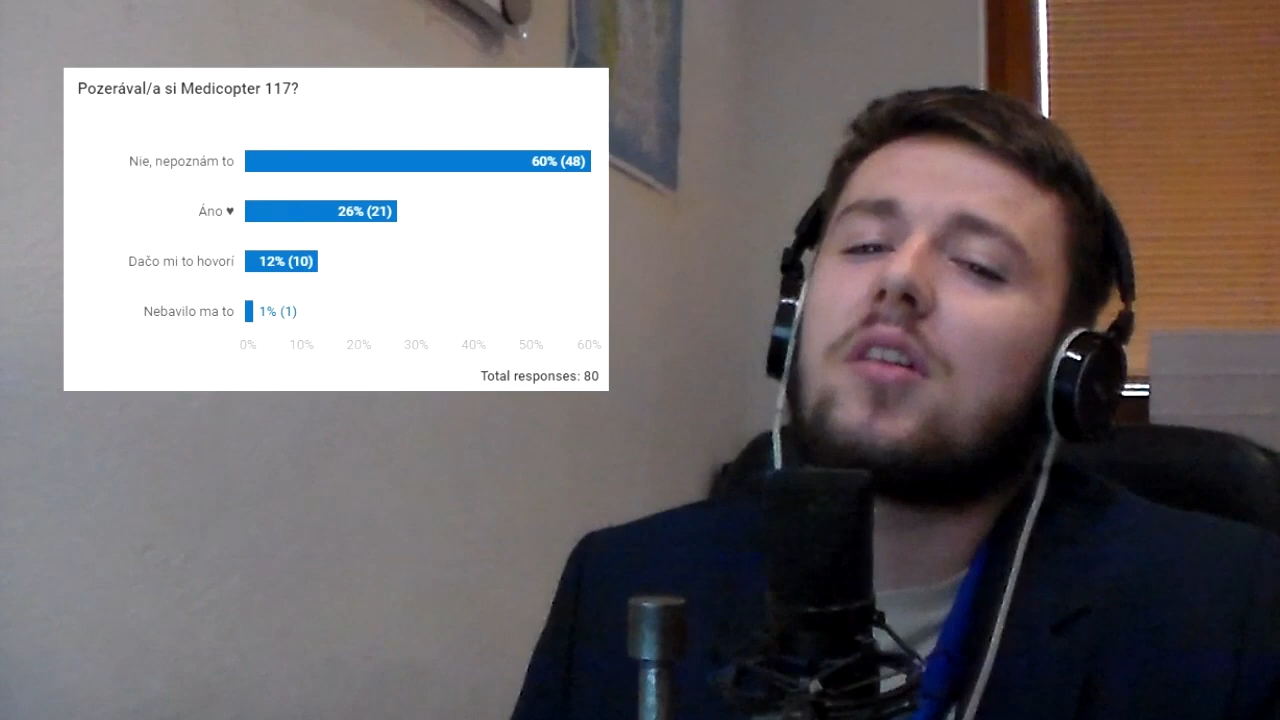 Pozerával/a si Medicopter 117?
Nie, nepoznám to 60% (48)
Áno ♥ 26% (21)
Dačo mi to hovorí 12% (10)
Nebavilo ma to 1% (1)
0% 10% 20% 30% 40% 50% 60%
Total responses: 80